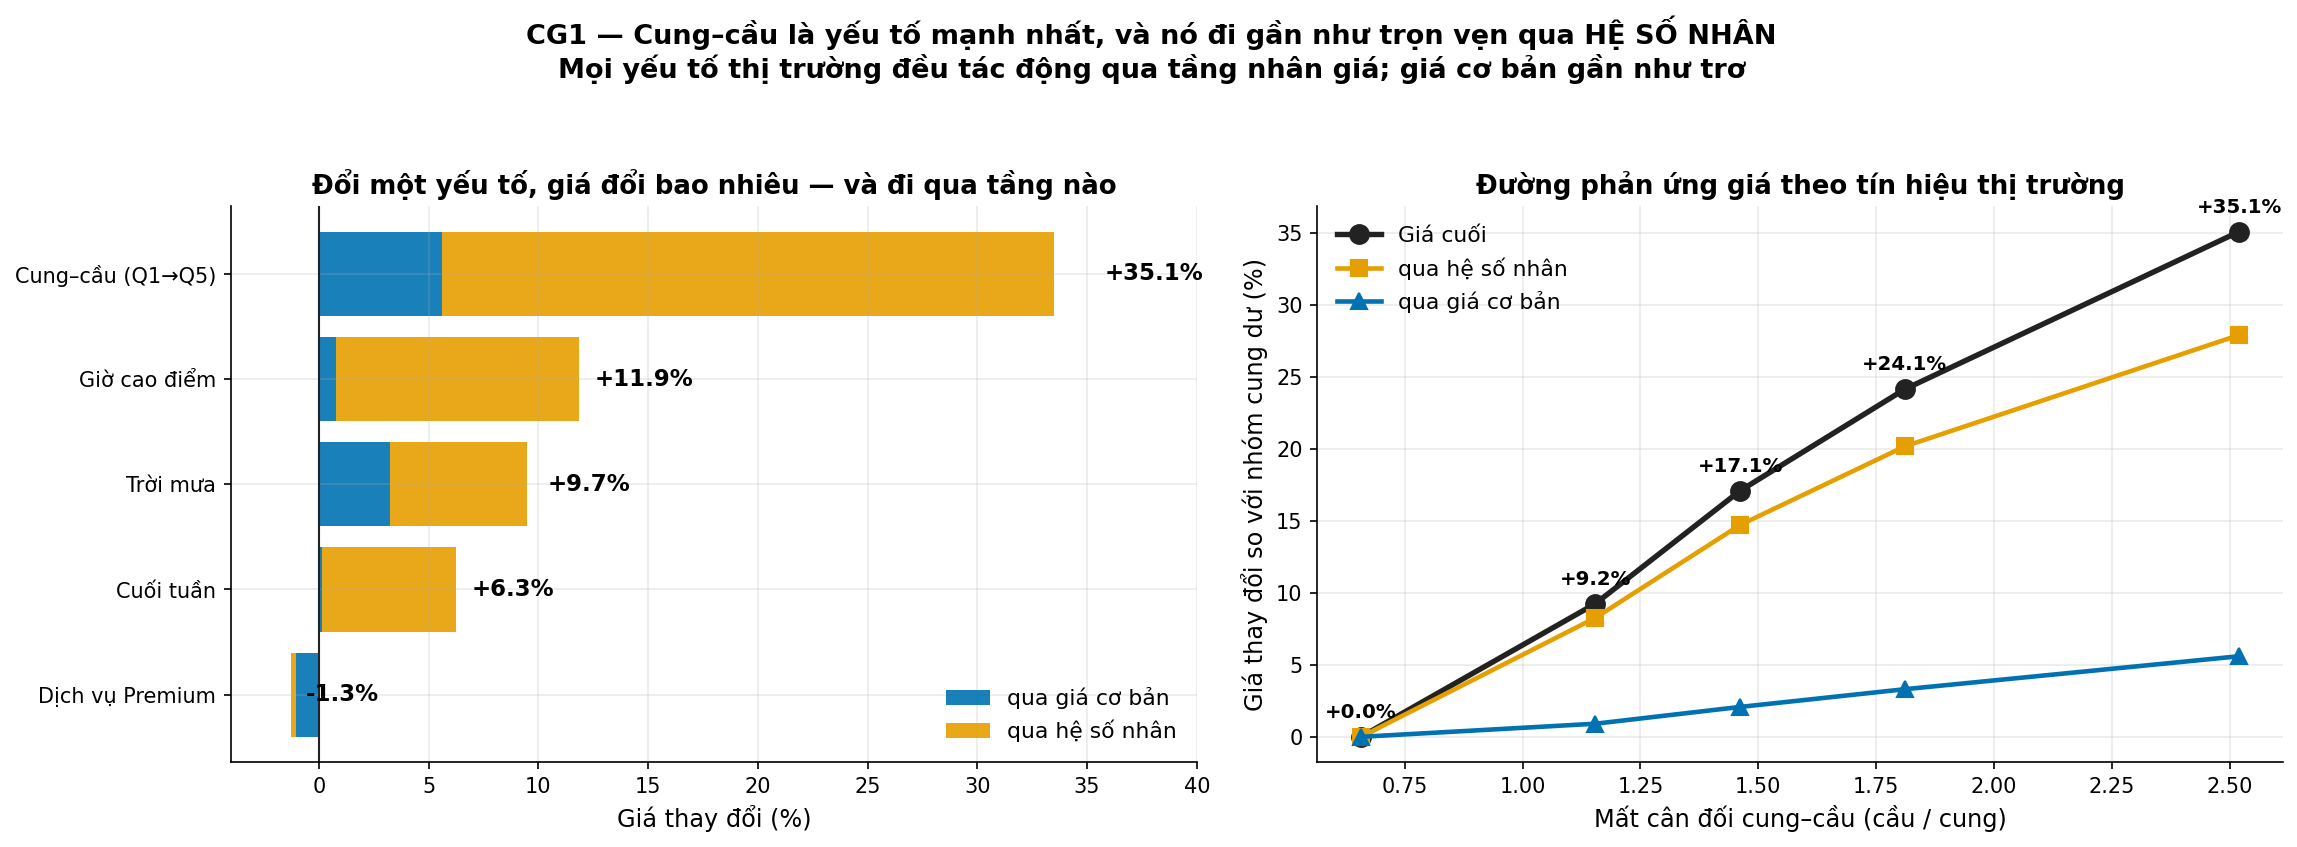 CG1 — Cung–cầu là yếu tố mạnh nhất, và nó đi gần như trọn vẹn qua HỆ SỐ NHÂN
Mọi yếu tố thị trường đều tác động qua tầng nhân giá; giá cơ bản gần như trơ
Đổi một yếu tố, giá đổi bao nhiêu — và đi qua tầng nào
Cung–cầu (Q1→Q5)
+35.1%
Giờ cao điểm
+11.9%
Trời mưa
+9.7%
Cuối tuần
+6.3%
Dịch vụ Premium
-1.3%
qua giá cơ bản
qua hệ số nhân
0 5 10 15 20 25 30 35 40
Giá thay đổi (%)
Đường phản ứng giá theo tín hiệu thị trường
Giá cuối
qua hệ số nhân
qua giá cơ bản
Giá thay đổi so với nhóm cung dư (%)
35
30
25
20
15
10
5
0
+0.0%
+9.2%
+17.1%
+24.1%
+35.1%
0.75 1.00 1.25 1.50 1.75 2.00 2.25 2.50
Mất cân đối cung–cầu (cầu / cung)